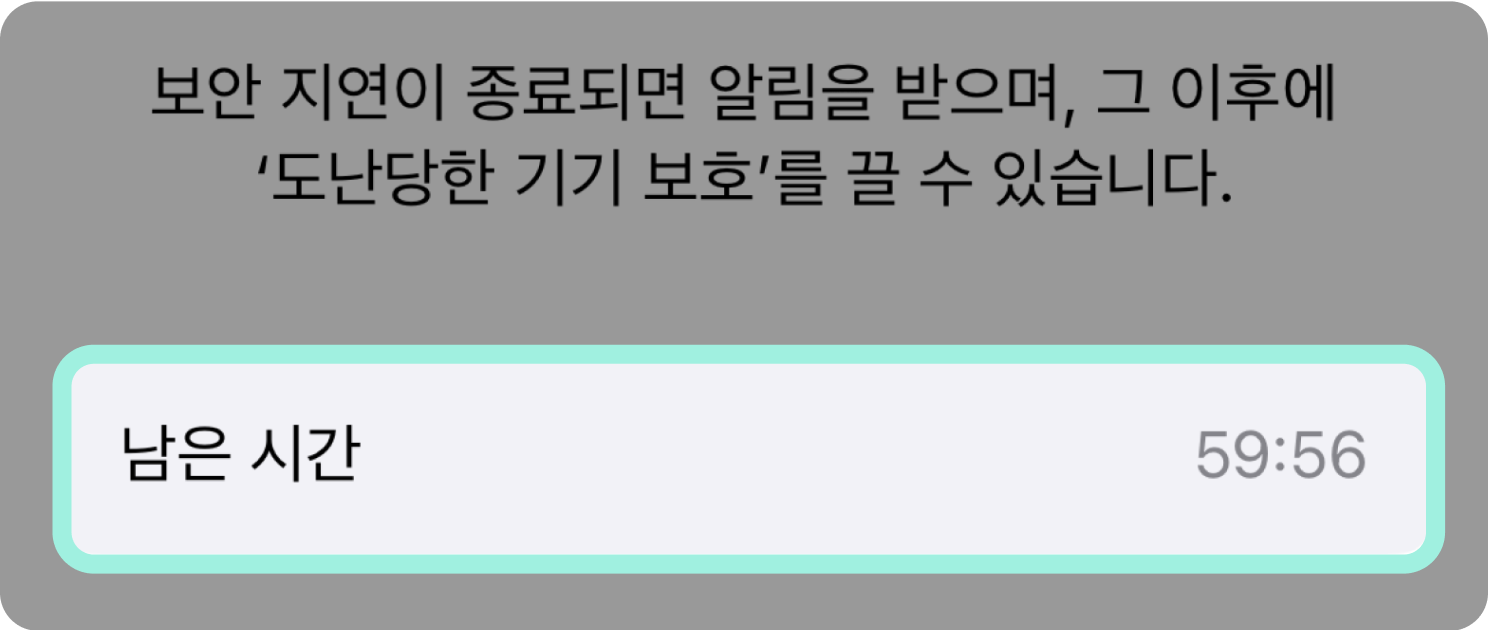 보안 지연이 종료되면 알림을 받으며, 그 이후에
‘도난당한 기기 보호’를 끌 수 있습니다.
남은 시간 59:56